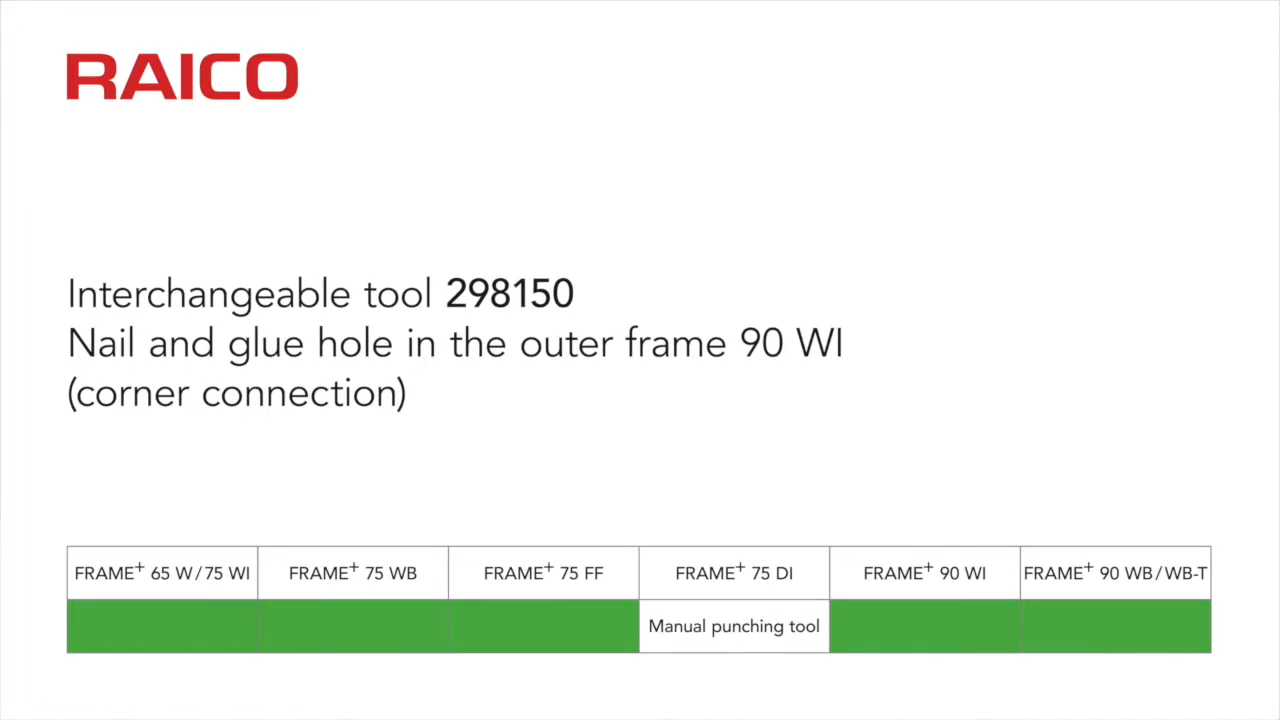 RAICO
Interchangeable tool 298150
Nail and glue hole in the outer frame 90 WI
(corner connection)
FRAME+ 65 W/75 WI FRAME+ 75 WB FRAME+ 75 FF FRAME+ 75 DI FRAME+ 90 WI FRAME+ 90 WB/WB-T
Manual punching tool